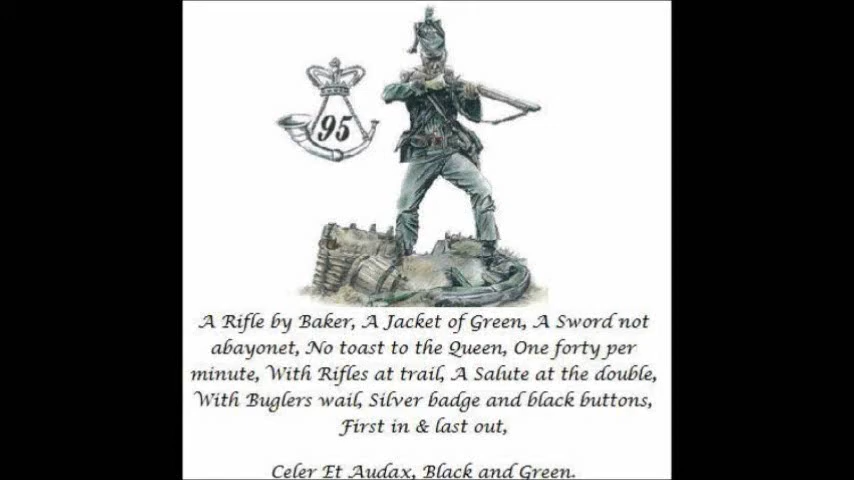 95
A Rifle by Baker, A Jacket of Green, A Sword not
abayonet, No toast to the Queen, One forty per
minute, With Rifles at trail, A Salute at the double,
With Buglers wail, Silver badge and black buttons,
First in & last out,
Celer Et Audax, Black and Green.